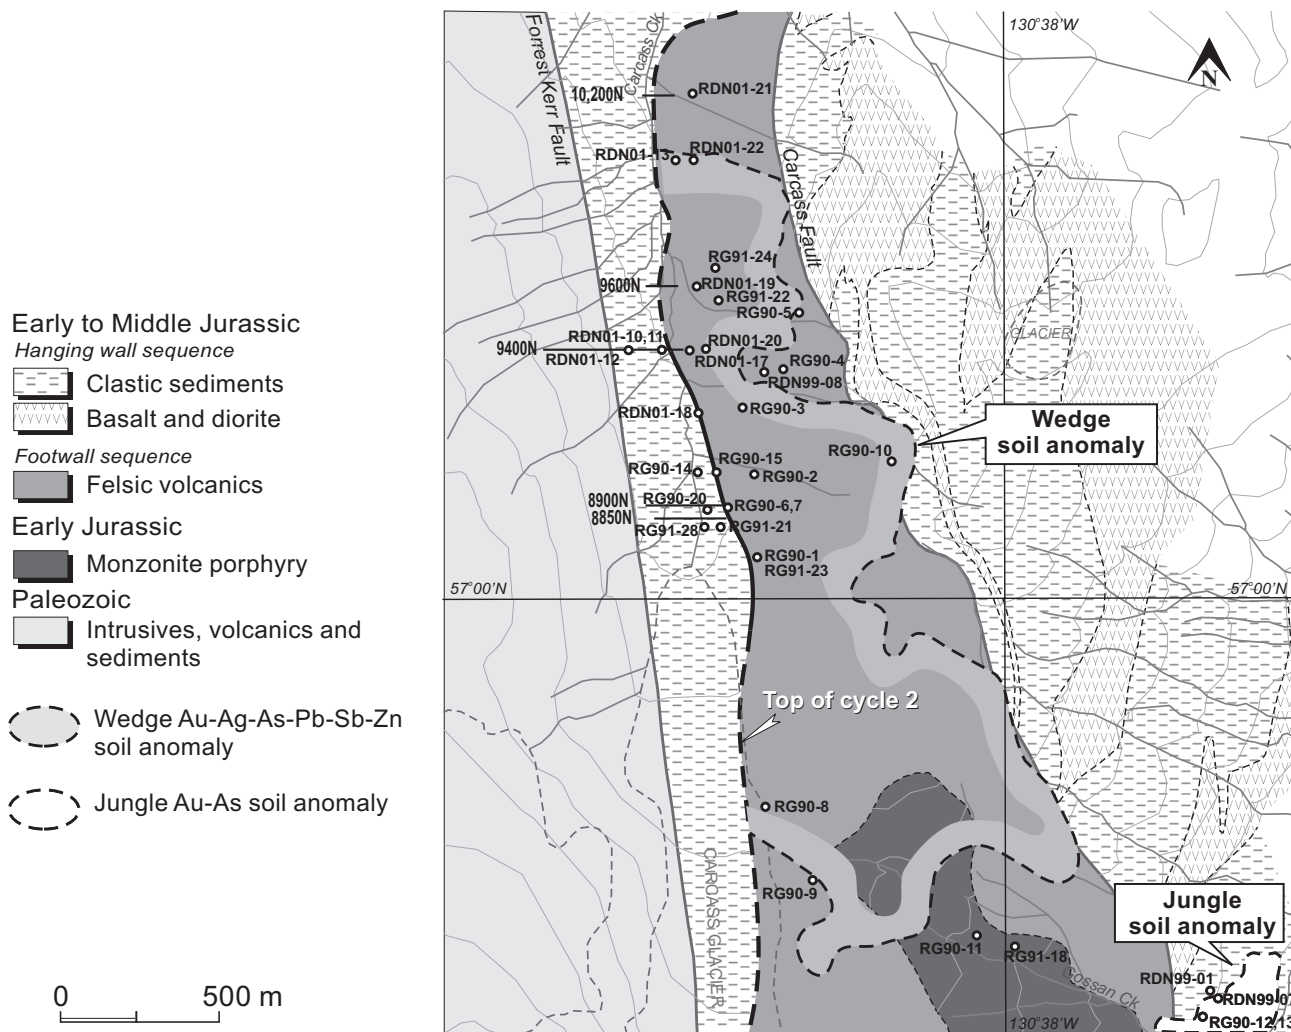 Early to Middle Jurassic
Hanging wall sequence
Clastic sediments
Basalt and diorite
Footwall sequence
Felsic volcanics
Early Jurassic
Monzonite porphyry
Paleozoic
Intrusives, volcanics and
sediments
Wedge Au-Ag-As-Pb-Sb-Zn
soil anomaly
Jungle Au-As soil anomaly
0 500 m
Forrest Kerr Fault
Carcass Ck
130°38'W
N
10,200N
RDN01-21
RDN01-13
RDN01-22
Carcass Fault
RG91-24
9600N
RDN01-19
RG91-22
RG90-5
GLACIER
RDN01-10,11
9400N
RDN01-12
RDN01-20
RDN01-17
RG90-4
RDN99-08
RDN01-18
RG90-3
Wedge
soil anomaly
RG90-10
RG90-14
RG90-15
RG90-2
8900N
RG90-20
RG90-6,7
8850N
RG91-28
RG91-21
RG90-1
RG91-23
57°00'N
57°00'N
Top of cycle 2
RG90-8
CARCASS GLACIER
RG90-9
Jungle
soil anomaly
RG90-11
RG91-18
Gossan Ck
RDN99-01
RDN99-07
RG90-12,13
130°38'W